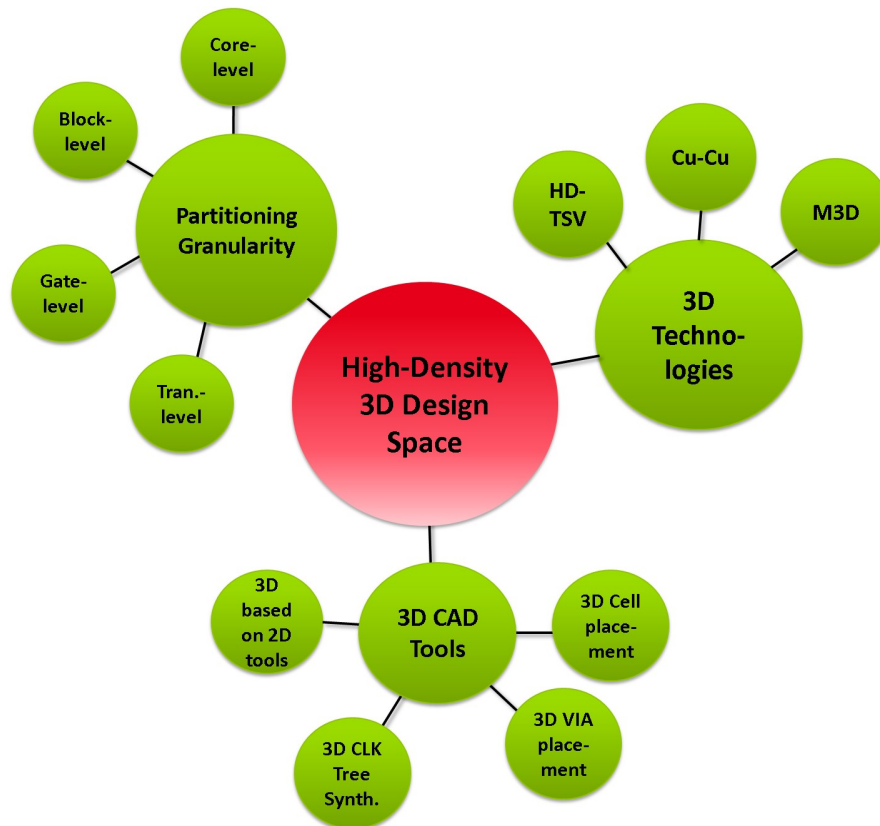 Core-
level
Block-
level
Partitioning
Granularity
Gate-
level
Tran.-
level
HD-
TSV
Cu-Cu
M3D
3D
Techno-
logies
High-Density
3D Design
Space
3D
based
on 2D
tools
3D CAD
Tools
3D Cell
place-
ment
3D CLK
Tree
Synth.
3D VIA
place-
ment